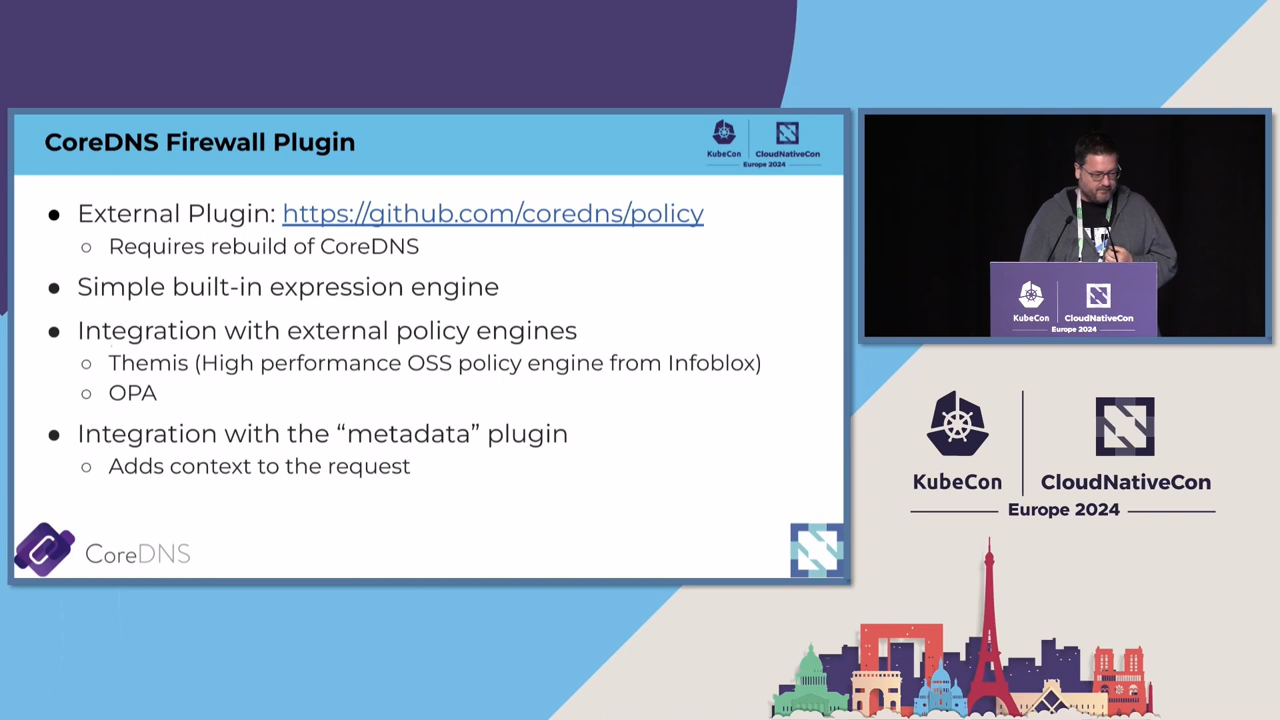 CoreDNS Firewall Plugin
KubeCon CloudNativeCon
Europe 2024
● External Plugin: https://github.com/coredns/policy
○ Requires rebuild of CoreDNS
● Simple built-in expression engine
● Integration with external policy engines
○ Themis (High performance OSS policy engine from Infoblox)
○ OPA
● Integration with the “metadata” plugin
○ Adds context to the request
CoreDNS
KubeCon CloudNativeCon
Europe 2024
KubeCon CloudNativeCon
Europe 2024